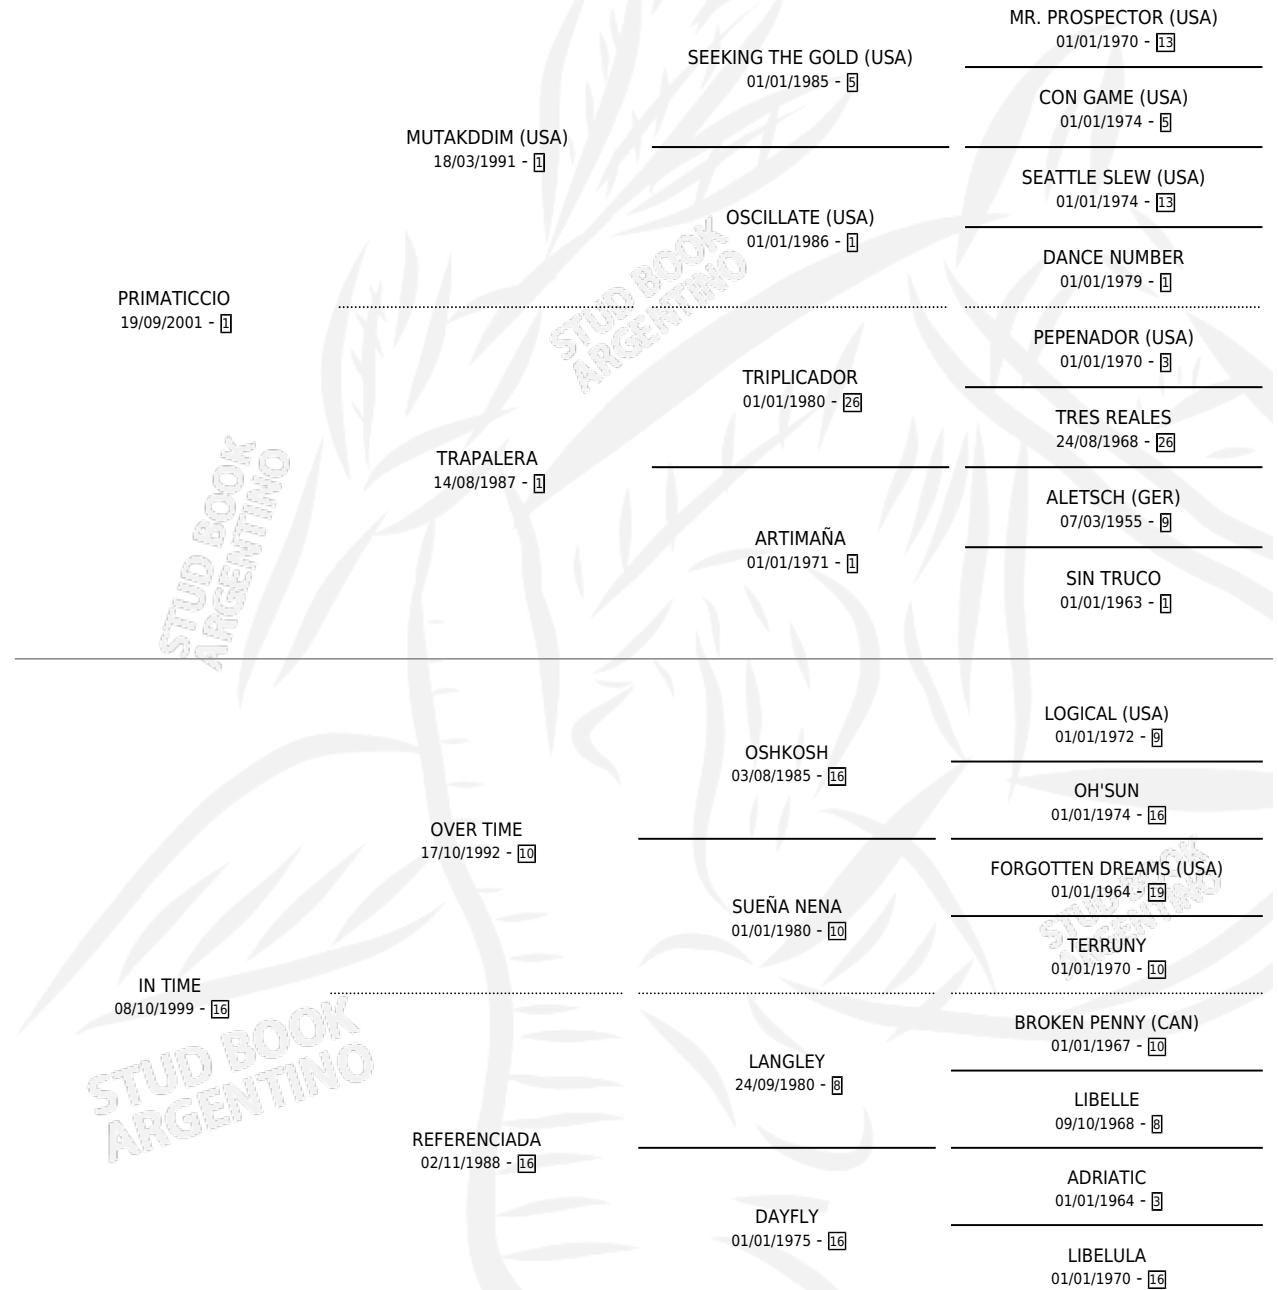 MR. PROSPECTOR (USA)
01/01/1970 - 13
SEEKING THE GOLD (USA)
01/01/1985 - 5
CON GAME (USA)
01/01/1974 - 5
MUTAKDDIM (USA)
18/03/1991 - 1
SEATTLE SLEW (USA)
01/01/1974 - 13
OSCILLATE (USA)
01/01/1986 - 1
DANCE NUMBER
01/01/1979 - 1
PRIMATICCIO
19/09/2001 - 1
PEPENADOR (USA)
01/01/1970 - 3
TRIPLICADOR
01/01/1980 - 26
TRES REALES
24/08/1968 - 26
TRAPALERA
14/08/1987 - 1
ALETSCH (GER)
07/03/1955 - 9
ARTIMAÑA
01/01/1971 - 1
SIN TRUCO
01/01/1963 - 1
STUD BOOK
ARGENTINO
STUD BOOK
ARGENTINO
LOGICAL (USA)
01/01/1972 - 9
OSHKOSH
03/08/1985 - 16
OH'SUN
01/01/1974 - 16
OVER TIME
17/10/1992 - 10
FORGOTTEN DREAMS (USA)
01/01/1964 - 19
SUEÑA NENA
01/01/1980 - 10
TERRUNY
01/01/1970 - 10
IN TIME
08/10/1999 - 16
BROKEN PENNY (CAN)
01/01/1967 - 10
LANGLEY
24/09/1980 - 8
LIBELLE
09/10/1968 - 8
REFERENCIADA
02/11/1988 - 16
ADRIATIC
01/01/1964 - 3
DAYFLY
01/01/1975 - 16
LIBELULA
01/01/1970 - 16
STUD BOOK
ARGENTINO
STUD BOOK
ARGENTINO